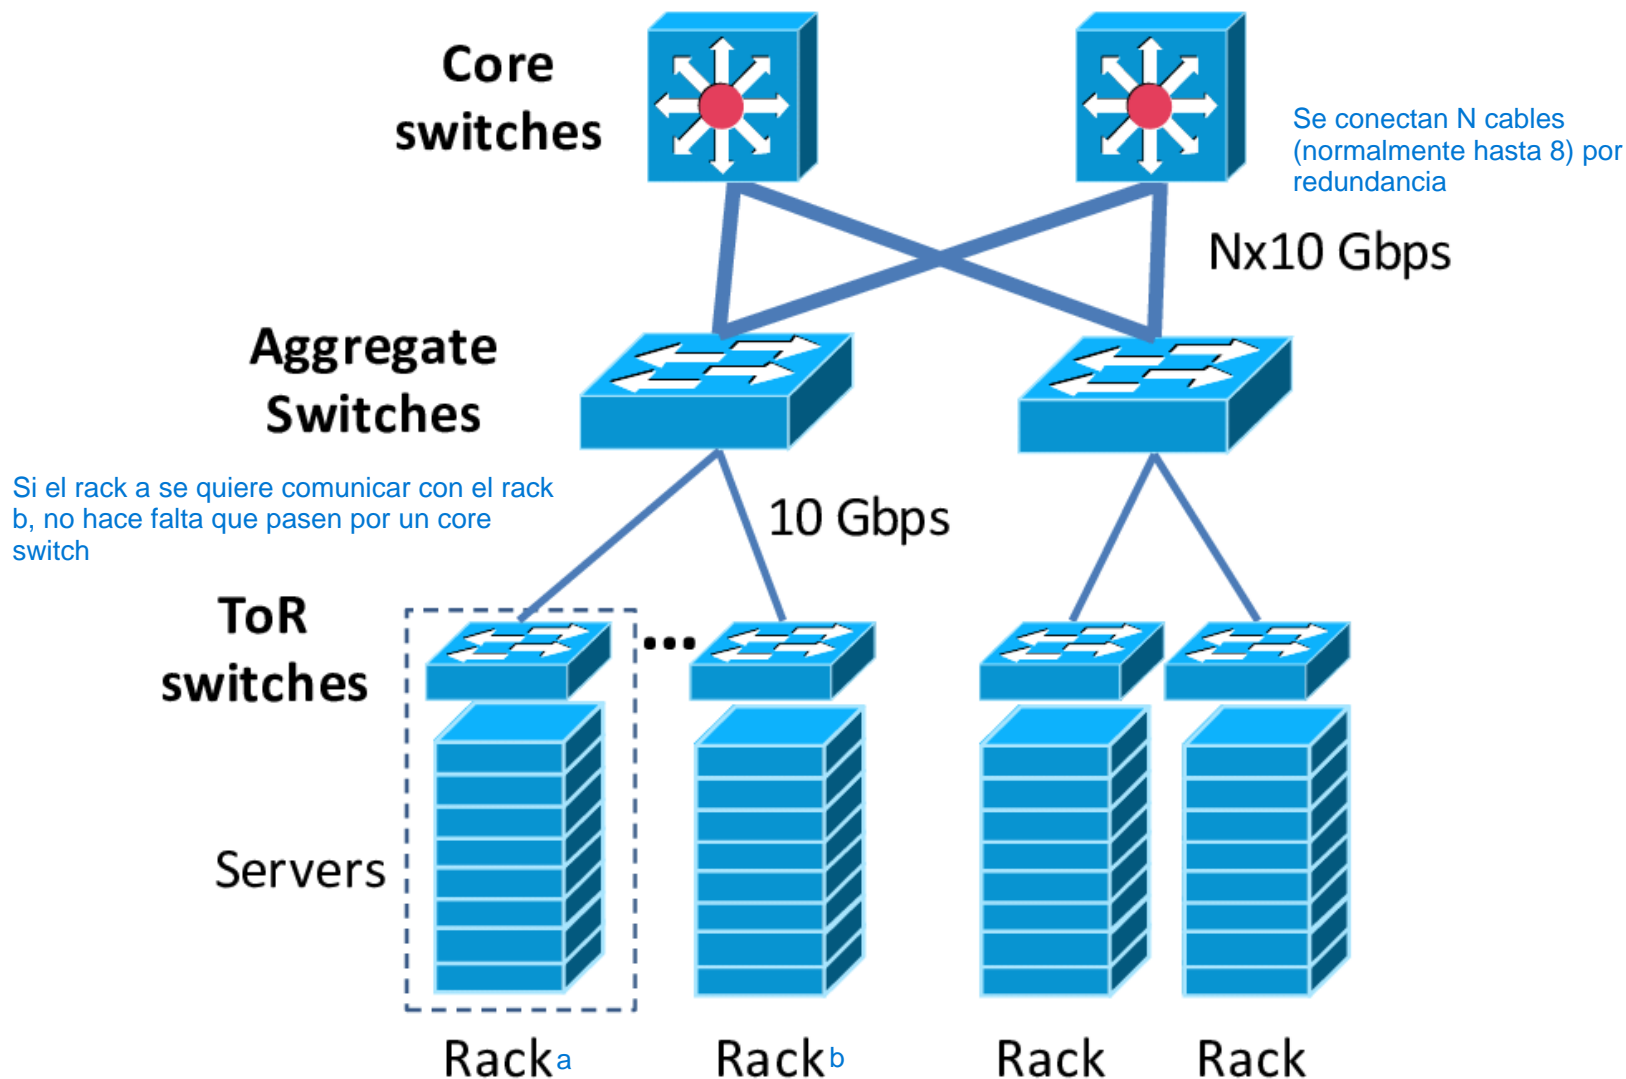 Core
switches
Se conectan N cables
(normalmente hasta 8) por
redundancia
Nx10 Gbps
Aggregate
Switches
Si el rack a se quiere comunicar con el rack
b, no hace falta que pasen por un core
switch
10 Gbps
ToR
switches
...
Servers
Rack a
Rack b
Rack
Rack